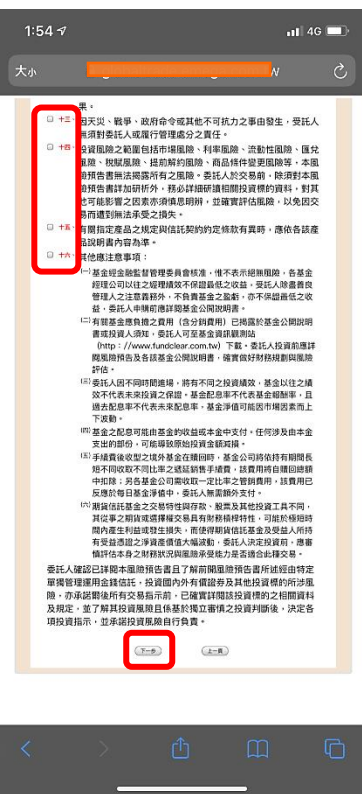 1:54
4G
大小
W
果。
十三、因天災、戰爭、政府命令或其他不可抗力之事由發生，受託人
無須對委託人或履行管理處分之責任。
十四、投資風險之範圍包括市場風險、利率風險、流動性風險、匯兌
風險、稅賦風險、提前解約風險、商品條件變更風險等，本風
險預告書無法揭露所有之風險。委託人於交易前，除須對本風
險預告書詳加研析外，務必詳細研讀相關投資標的資料，對其
他可能影響之因素亦須慎思明辨，並確實評估風險，以免因交
易而遭到無法承受之損失。
十五、有關指定產品之規定與信託契約約定條款有異時，應依各該產
品說明書內容為準。
十六、其他應注意事項：
(一)基金經金融監督管理委員會核准，惟不表示絕無風險，各基金
經理公司以往之經理績效不保證最低之收益，受託人除盡善良
管理人之注意義務外，不負責基金之盈虧，亦不保證最低之收
益，委託人申購前應詳閱基金公開說明書。
(二)有關基金應負擔之費用（含分銷費用）已揭露於基金公開說明
書或投資人須知，委託人可至基金資訊觀測站
（http：//www.fundclear.com.tw）下載。委託人投資前應詳
閱風險預告及各該基金公開說明書，確實做好財務規劃與風險
評估。
(三)委託人因不同時間進場，將有不同之投資績效，基金以往之績
效不代表未來投資之保證。基金配息率不代表基金報酬率，且
過去配息率不代表未來配息率。基金淨值可能因市場因素而上
下波動。
(四)基金之配息可能由基金的收益或本金中支付。任何涉及由本金
支出的部份，可能導致原始投資金額減損。
(五)手續費後收型之境外基金在贖回時，基金公司將依持有期間長
短不同收取不同比率之遞延銷售手續費，該費用將自贖回總額
中扣除；另各基金公司需收取一定比率之管銷費用，該費用已
反應於每日基金淨值中，委託人無需額外支付。
(六)期貨信託基金之交易特性與存款、股票及其他投資工具不同，
其從事之期貨或選擇權交易具有財務槓桿特性，可能於極短時
間內產生利益或發生損失，而使得期貨信託基金及受益人所持
有受益憑證之淨資產價值大幅波動，委託人決定投資前，應審
慎評估本身之財務狀況與風險承受能力是否適合此種交易。
委託人確認已詳閱本風險預告書且了解前開風險預告書所述經由特定
單獨管理運用金錢信託，投資國內外有價證券及其他投資標的所涉風
險，亦承諾爾後所有交易指示前，已確實詳閱該投資標的之相關資料
及規定，並了解其投資風險且係基於獨立審慎之投資判斷後，決定各
項投資指示，並承諾投資風險自行負責。
下一步
上一頁